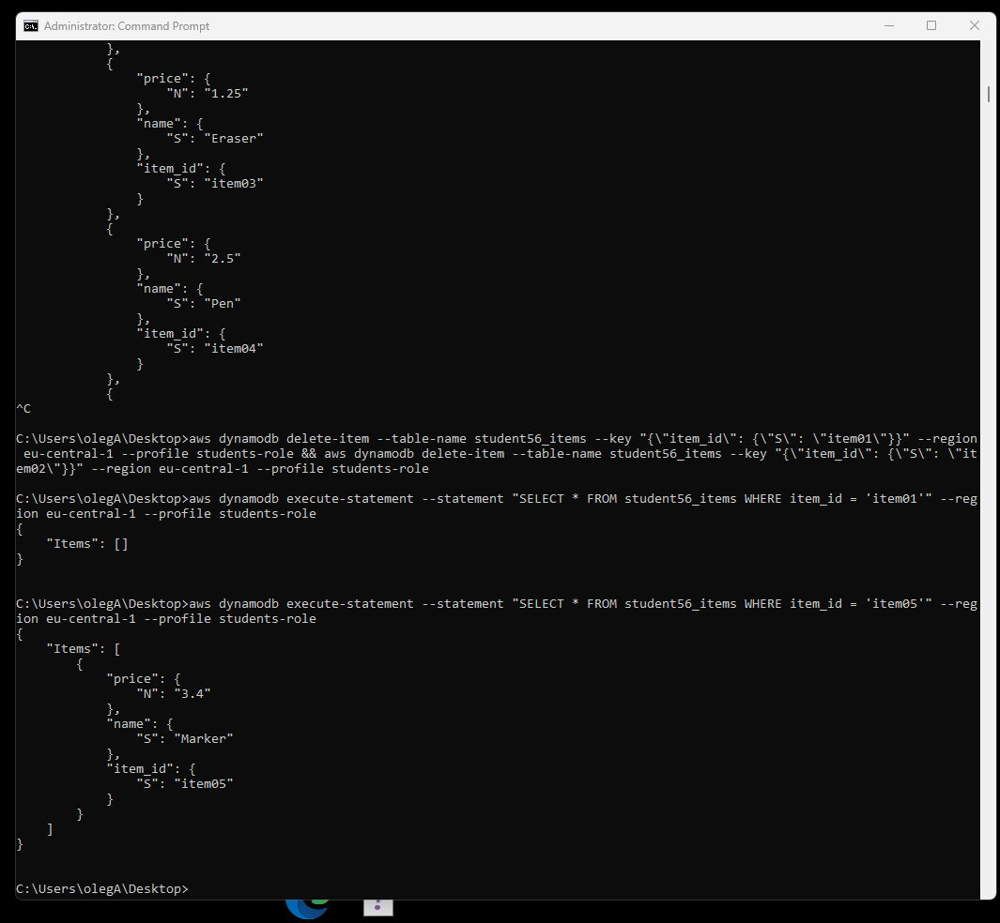 Administrator: Command Prompt
            },
            {
                "price": {
                    "N": "1.25"
                },
                "name": {
                    "S": "Eraser"
                },
                "item_id": {
                    "S": "item03"
                }
            },
            {
                "price": {
                    "N": "2.5"
                },
                "name": {
                    "S": "Pen"
                },
                "item_id": {
                    "S": "item04"
                }
            },
            {
^C
C:\Users\olegA\Desktop>aws dynamodb delete-item --table-name student56_items --key "{\"item_id\": {\"S\": \"item01\"}}" --region
 eu-central-1 --profile students-role && aws dynamodb delete-item --table-name student56_items --key "{\"item_id\": {\"S\": \"it
em02\"}}" --region eu-central-1 --profile students-role
C:\Users\olegA\Desktop>aws dynamodb execute-statement --statement "SELECT * FROM student56_items WHERE item_id = 'item01'" --reg
ion eu-central-1 --profile students-role
{
    "Items": []
}
C:\Users\olegA\Desktop>aws dynamodb execute-statement --statement "SELECT * FROM student56_items WHERE item_id = 'item05'" --reg
ion eu-central-1 --profile students-role
{
    "Items": [
        {
            "price": {
                "N": "3.4"
            },
            "name": {
                "S": "Marker"
            },
            "item_id": {
                "S": "item05"
            }
        }
    ]
}
C:\Users\olegA\Desktop>